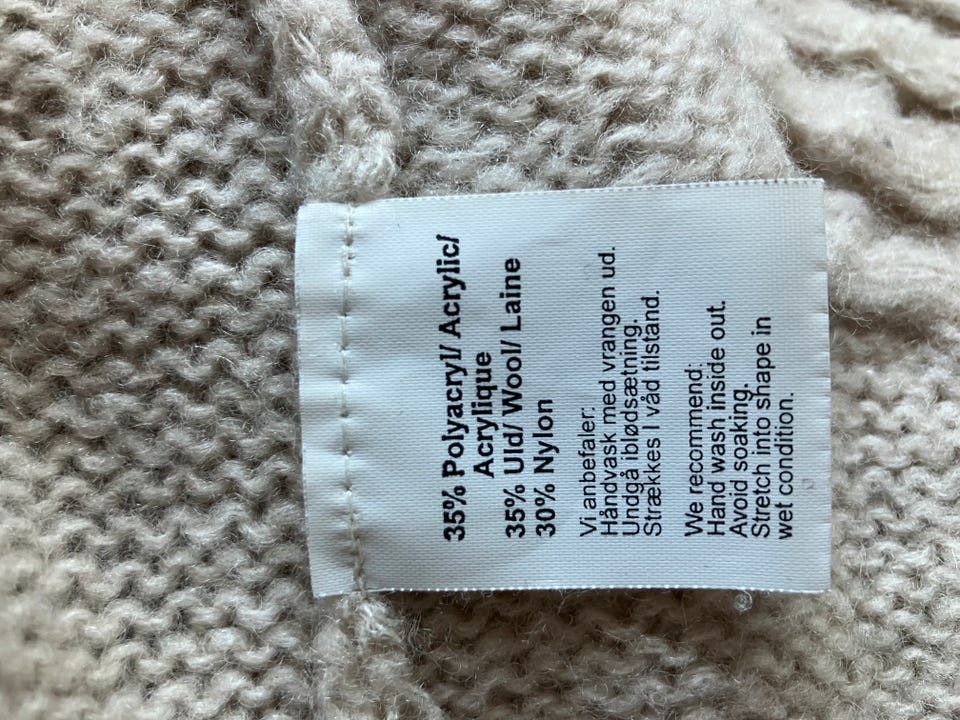 35% Polyacryl/ Acrylic/
Acrylique
35% Uld/ Wool/ Laine
30% Nylon
Vi anbefaler:
Håndvask med vrangen ud.
Undgå iblødsætning.
Strækkes I våd tilstand.
We recommend:
Hand wash inside out.
Avoid soaking.
Stretch into shape in
wet condition.